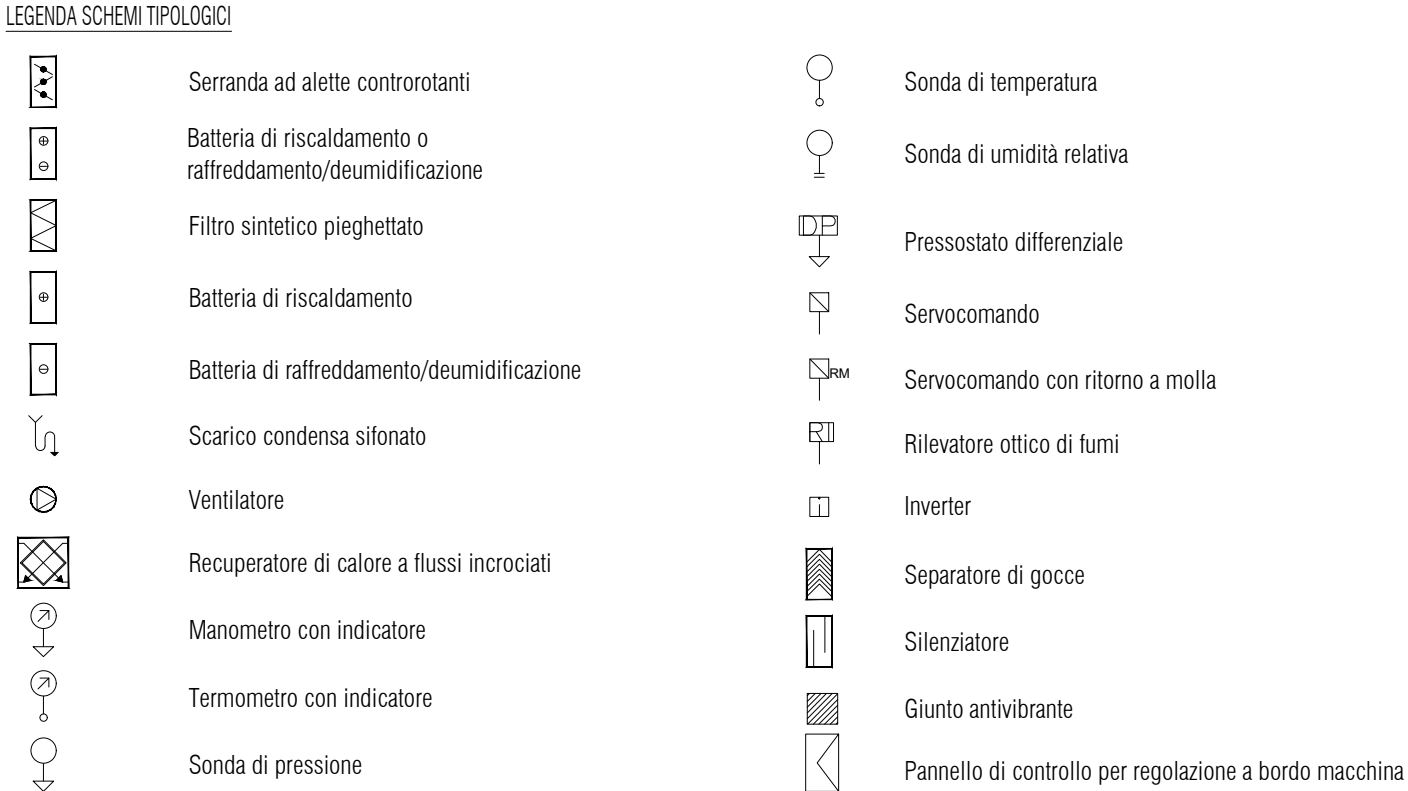 LEGENDA SCHEMI TIPOLOGICI
Serranda ad alette controrotanti
Batteria di riscaldamento o
raffreddamento/deumidificazione
Filtro sintetico pieghettato
Batteria di riscaldamento
Batteria di raffreddamento/deumidificazione
Scarico condensa sifonato
Ventilatore
Recuperatore di calore a flussi incrociati
Manometro con indicatore
Termometro con indicatore
Sonda di pressione
Sonda di temperatura
Sonda di umidità relativa
DP
Pressostato differenziale
Servocomando
RM
Servocomando con ritorno a molla
RI
Rilevatore ottico di fumi
i
Inverter
Separatore di gocce
Silenziatore
Giunto antivibrante
Pannello di controllo per regolazione a bordo macchina